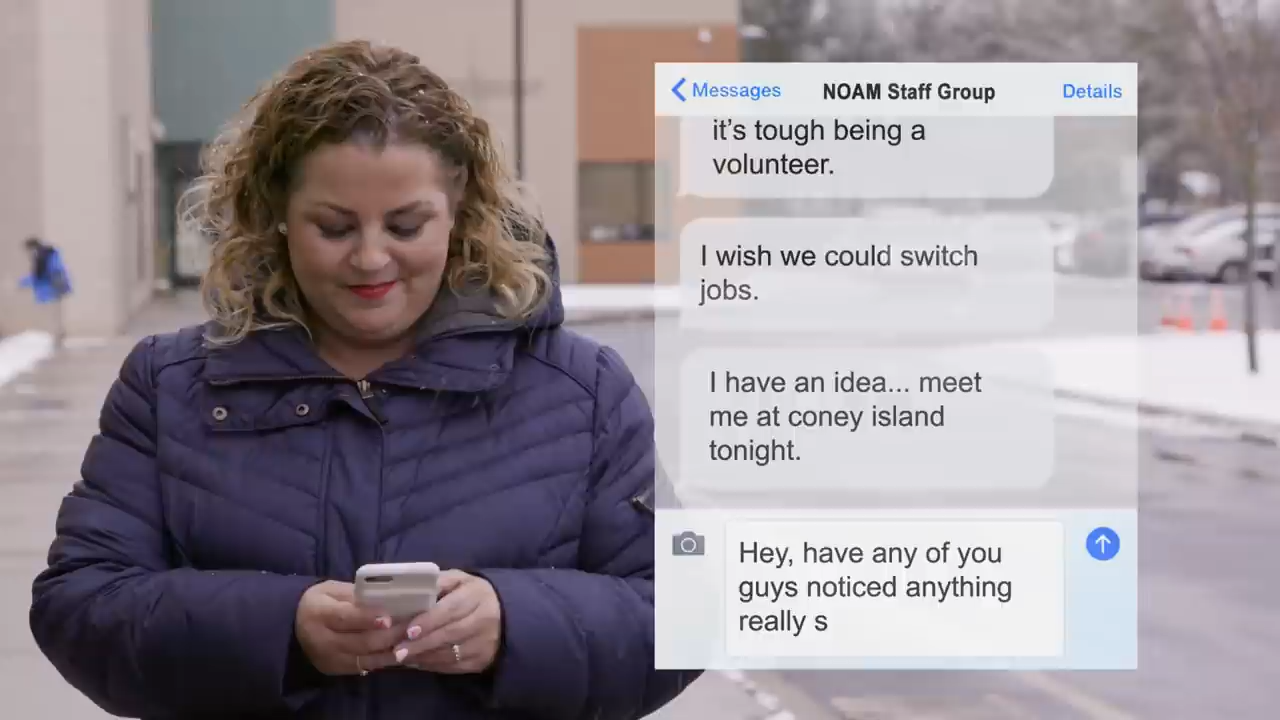 Messages
NOAM Staff Group
Details
it’s tough being a
volunteer.
I wish we could switch
jobs.
I have an idea... meet
me at coney island
tonight.
Hey, have any of you
guys noticed anything
really s